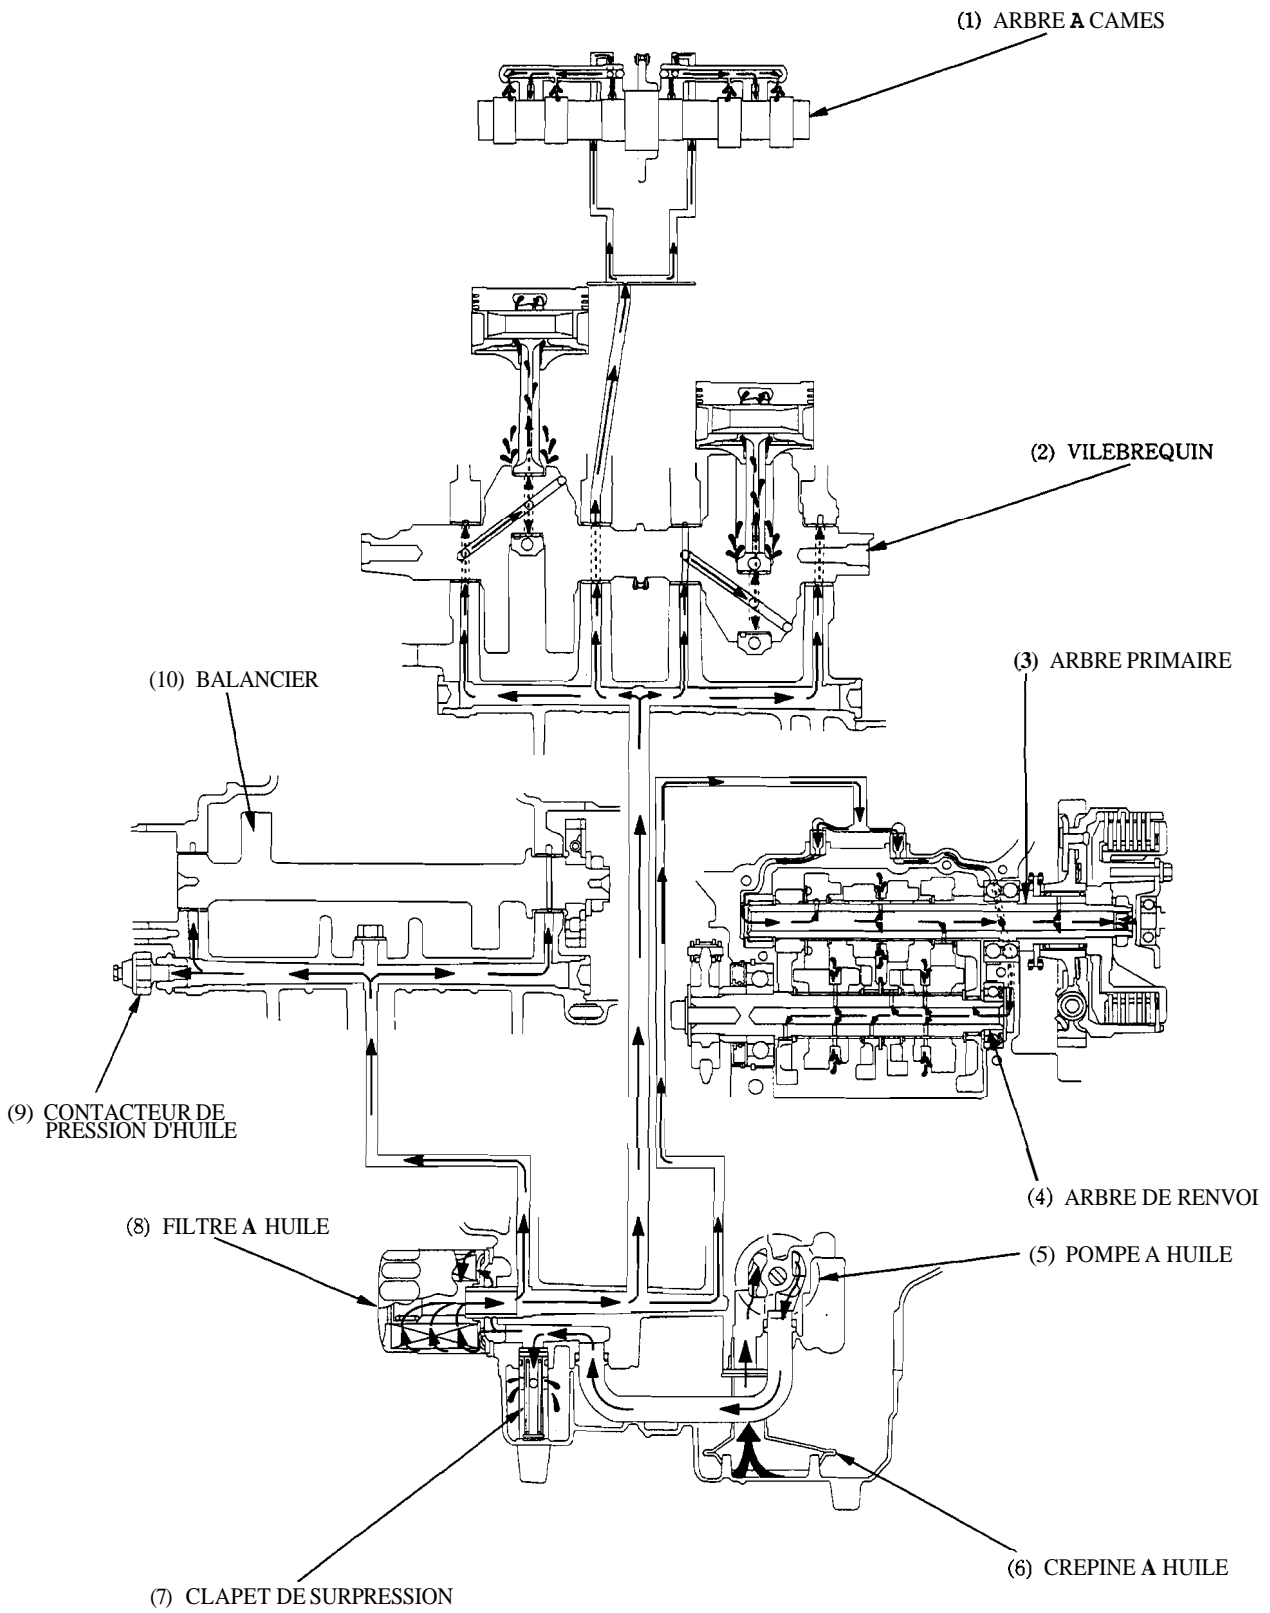 (1) ARBRE A CAMES
(2) VILEBREQUIN
(3) ARBRE PRIMAIRE
(10) BALANCIER
(9) CONTACTEUR DE
PRESSION D'HUILE
(4) ARBRE DE RENVOI
(8) FILTRE A HUILE
(5) POMPE A HUILE
(6) CREPINE A HUILE
(7) CLAPET DE SURPRESSION